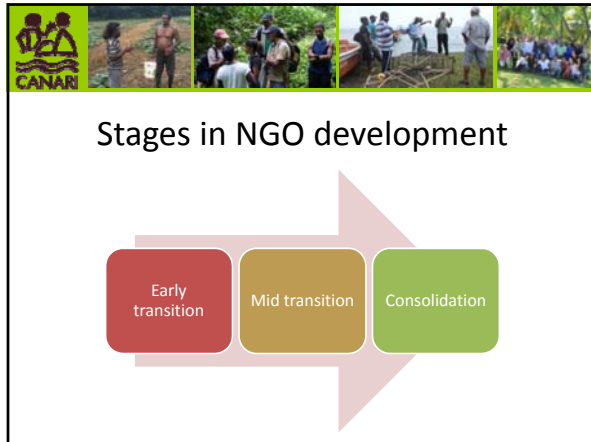 CANARI
Stages in NGO development
Early
transition
Mid transition
Consolidation